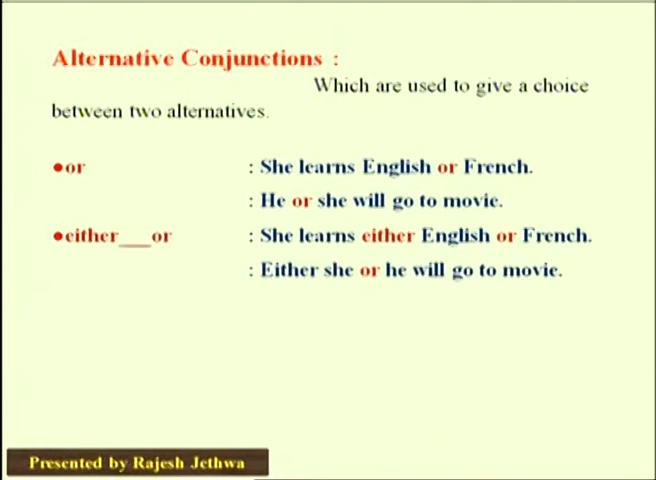 Alternative Conjunctions :
Which are used to give a choice
between two alternatives.
●or : She learns English or French.
: He or she will go to movie.
●either___or : She learns either English or French.
: Either she or he will go to movie.
Presented by Rajesh Jethwa